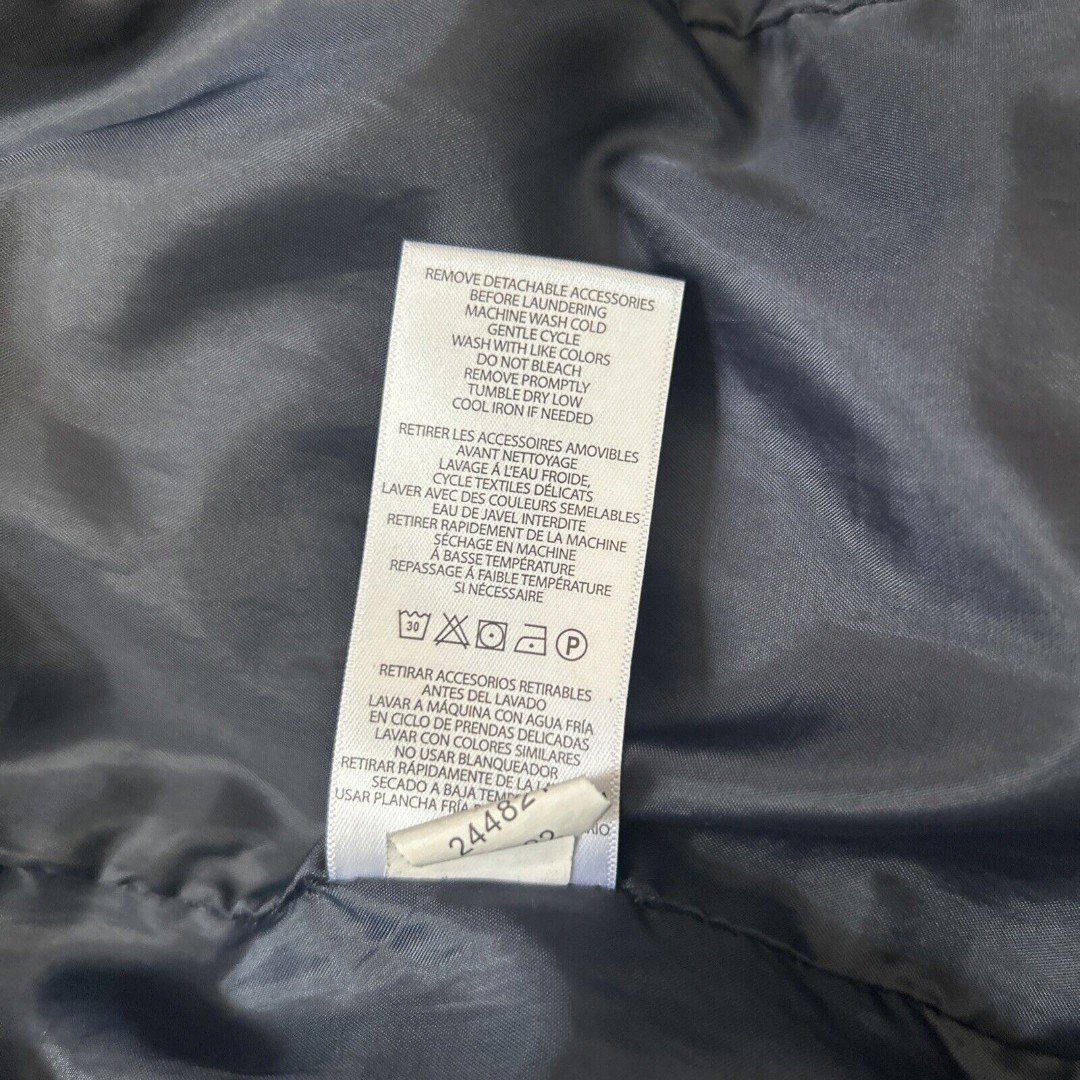 REMOVE DETACHABLE ACCESSORIES
BEFORE LAUNDERING
MACHINE WASH COLD
GENTLE CYCLE
WASH WITH LIKE COLORS
DO NOT BLEACH
REMOVE PROMPTLY
TUMBLE DRY LOW
COOL IRON IF NEEDED
RETIRER LES ACCESSOIRES AMOVIBLES
AVANT NETTOYAGE
LAVAGE Á L'EAU FROIDE,
CYCLE TEXTILES DÉLICATS
LAVER AVEC DES COULEURS SEMELABLES
EAU DE JAVEL INTERDITE
RETIRER RAPIDEMENT DE LA MACHINE
SÉCHAGE EN MACHINE
Á BASSE TEMPÉRATURE
REPASSAGE Á FAIBLE TEMPÉRATURE
SI NÉCESSAIRE
30 P
RETIRAR ACCESORIOS RETIRABLES
ANTES DEL LAVADO
LAVAR A MÁQUINA CON AGUA FRÍA
EN CICLO DE PRENDAS DELICADAS
LAVAR CON COLORES SIMILARES
NO USAR BLANQUEADOR
RETIRAR RÁPIDAMENTE DE LA
SECADO A BAJA
USAR PLANCHA FRÍA
24482